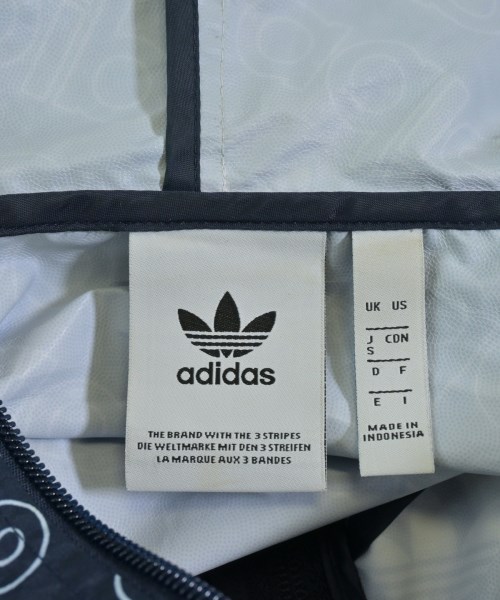 adidas
THE BRAND WITH THE 3 STRIPES
DIE WELTMARKE MIT DEN 3 STREIFEN
LA MARQUE AUX 3 BANDES
UK US
J CDN
S
D F
E I
MADE IN
INDONESIA